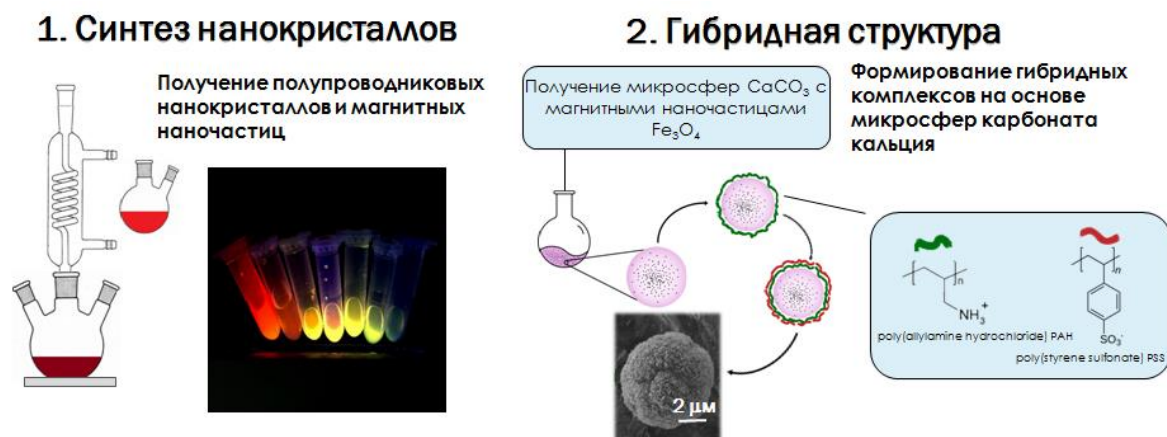 1. Синтез нанокристаллов
Получение полупроводниковых
нанокристаллов и магнитных
наночастиц
2. Гибридная структура
Получение микросфер CaCO₃ с
магнитными наночастицами
Fe₃O₄
Формирование гибридных
комплексов на основе
микросфер карбоната
кальция
n
NH₃⁺
poly(allylamine hydrochloride) PAH
n
SO₃⁻
poly(styrene sulfonate) PSS
2 μм